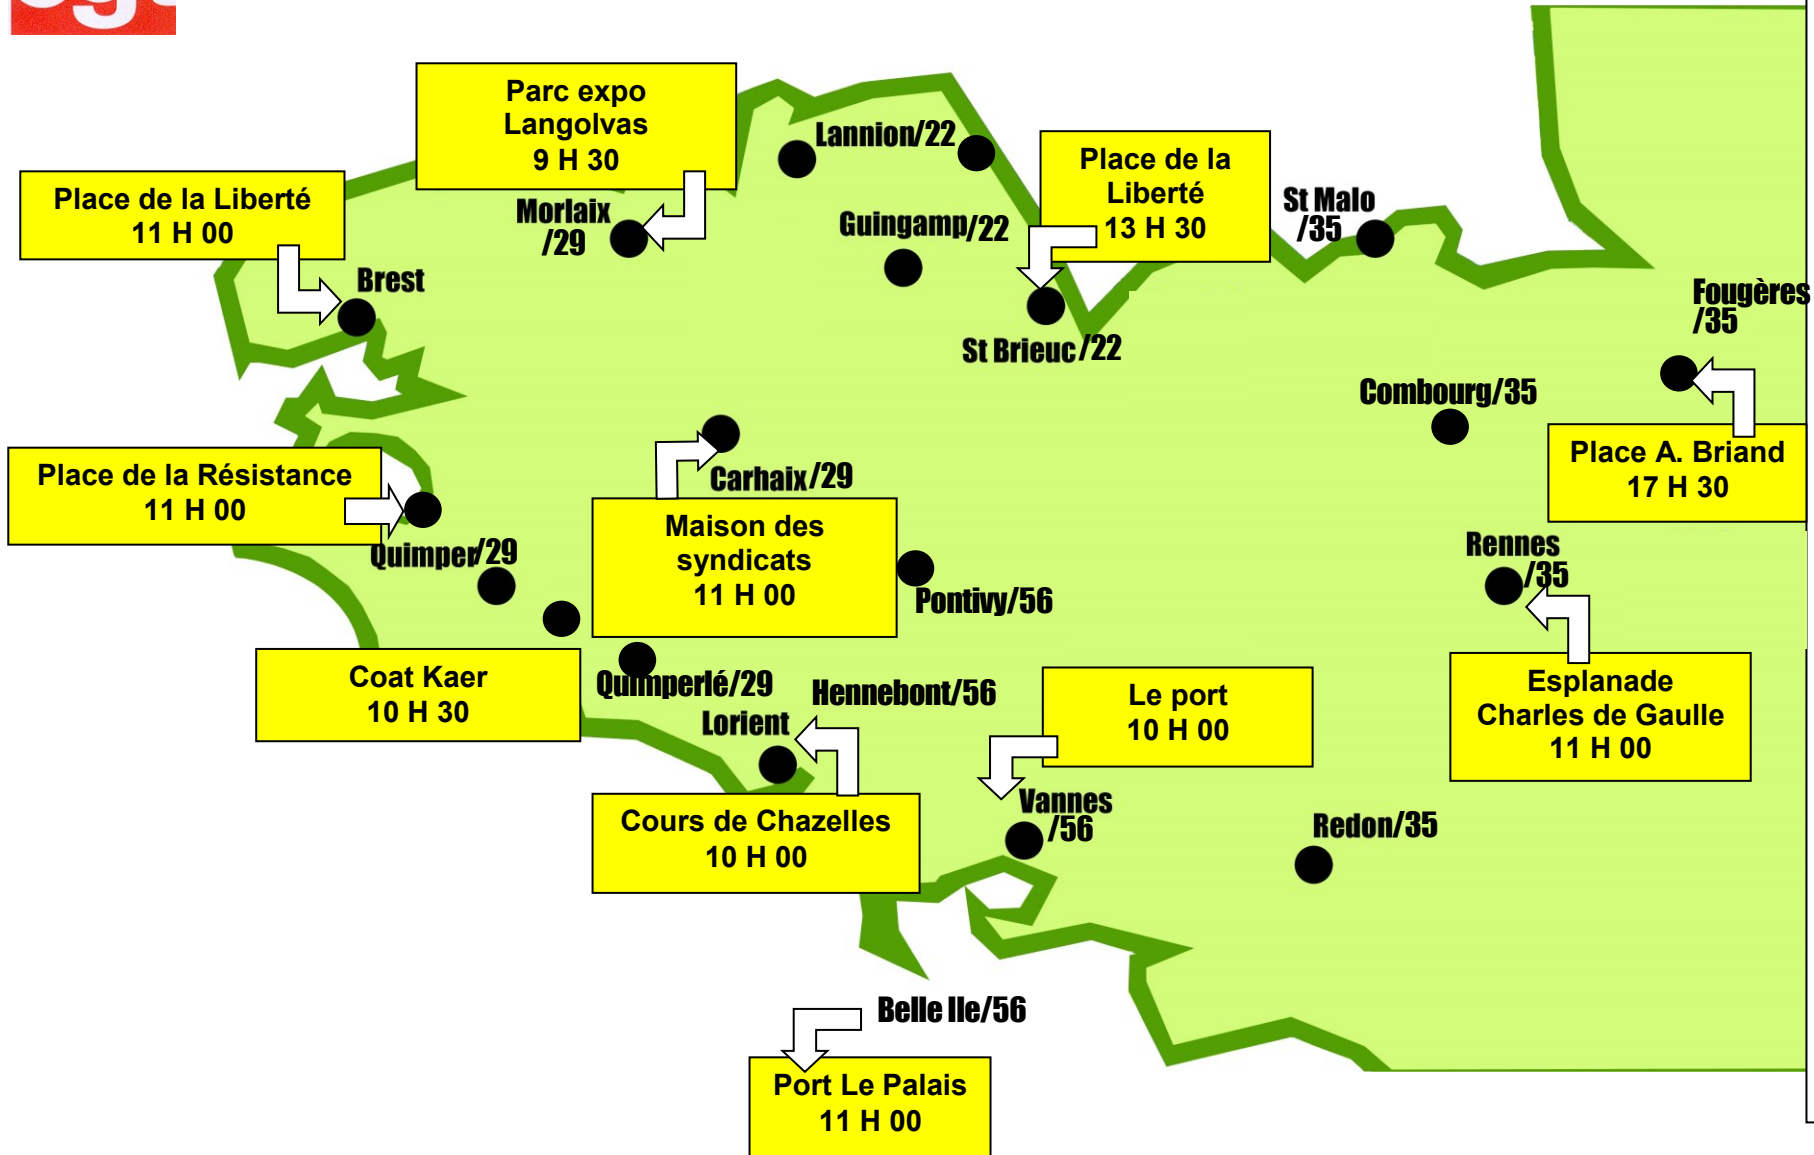 cgt
Parc expo
Langolvas
9 H 30
Lannion/22
Place de la
Liberté
13 H 30
Place de la Liberté
11 H 00
Morlaix
/29
Guingamp/22
St Malo
/35
Brest
Fougères
/35
St Brieuc/22
Combourg/35
Place A. Briand
17 H 30
Place de la Résistance
11 H 00
Carhaix/29
Maison des
syndicats
11 H 00
Quimper/29
Rennes
/35
Pontivy/56
Coat Kaer
10 H 30
Quimperlé/29
Hennebont/56
Le port
10 H 00
Esplanade
Charles de Gaulle
11 H 00
Lorient
Cours de Chazelles
10 H 00
Vannes
/56
Redon/35
Belle Ile/56
Port Le Palais
11 H 00